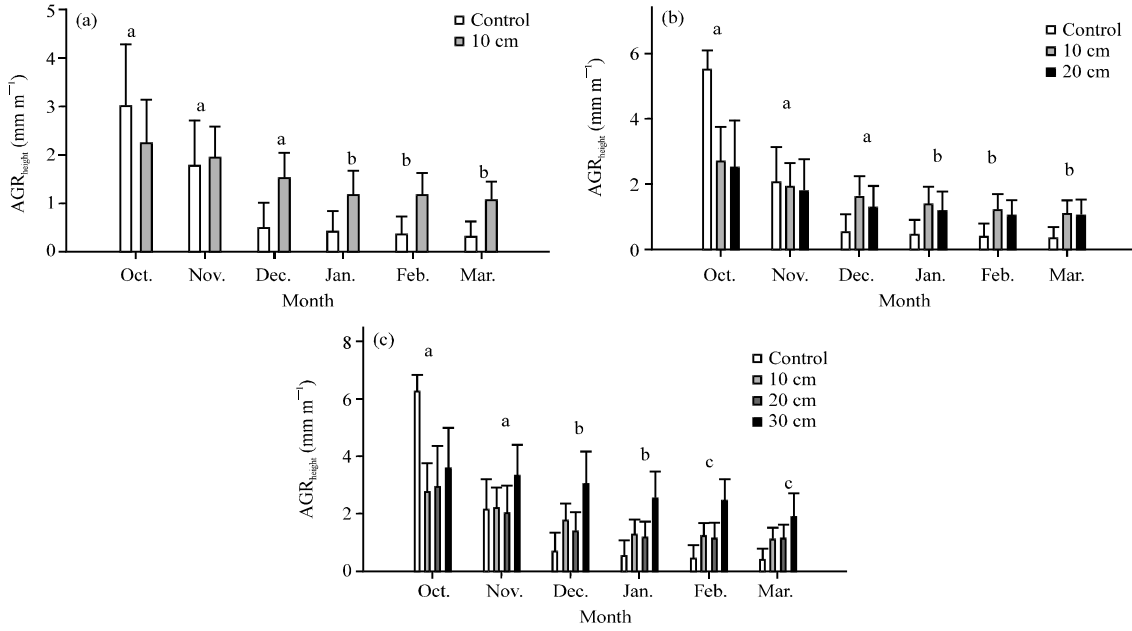 (a)
Control
10 cm
AGRheight (mm m–1)
5
4
3
2
1
0
a
a
a
b
b
b
Oct. Nov. Dec. Jan. Feb. Mar.
Month
(b)
Control
10 cm
20 cm
AGRheight (mm m–1)
6
4
2
0
a
a
a
b
b
b
Oct. Nov. Dec. Jan. Feb. Mar.
Month
(c)
Control
10 cm
20 cm
30 cm
AGRheight (mm m–1)
8
6
4
2
0
a
a
b
b
c
c
Oct. Nov. Dec. Jan. Feb. Mar.
Month